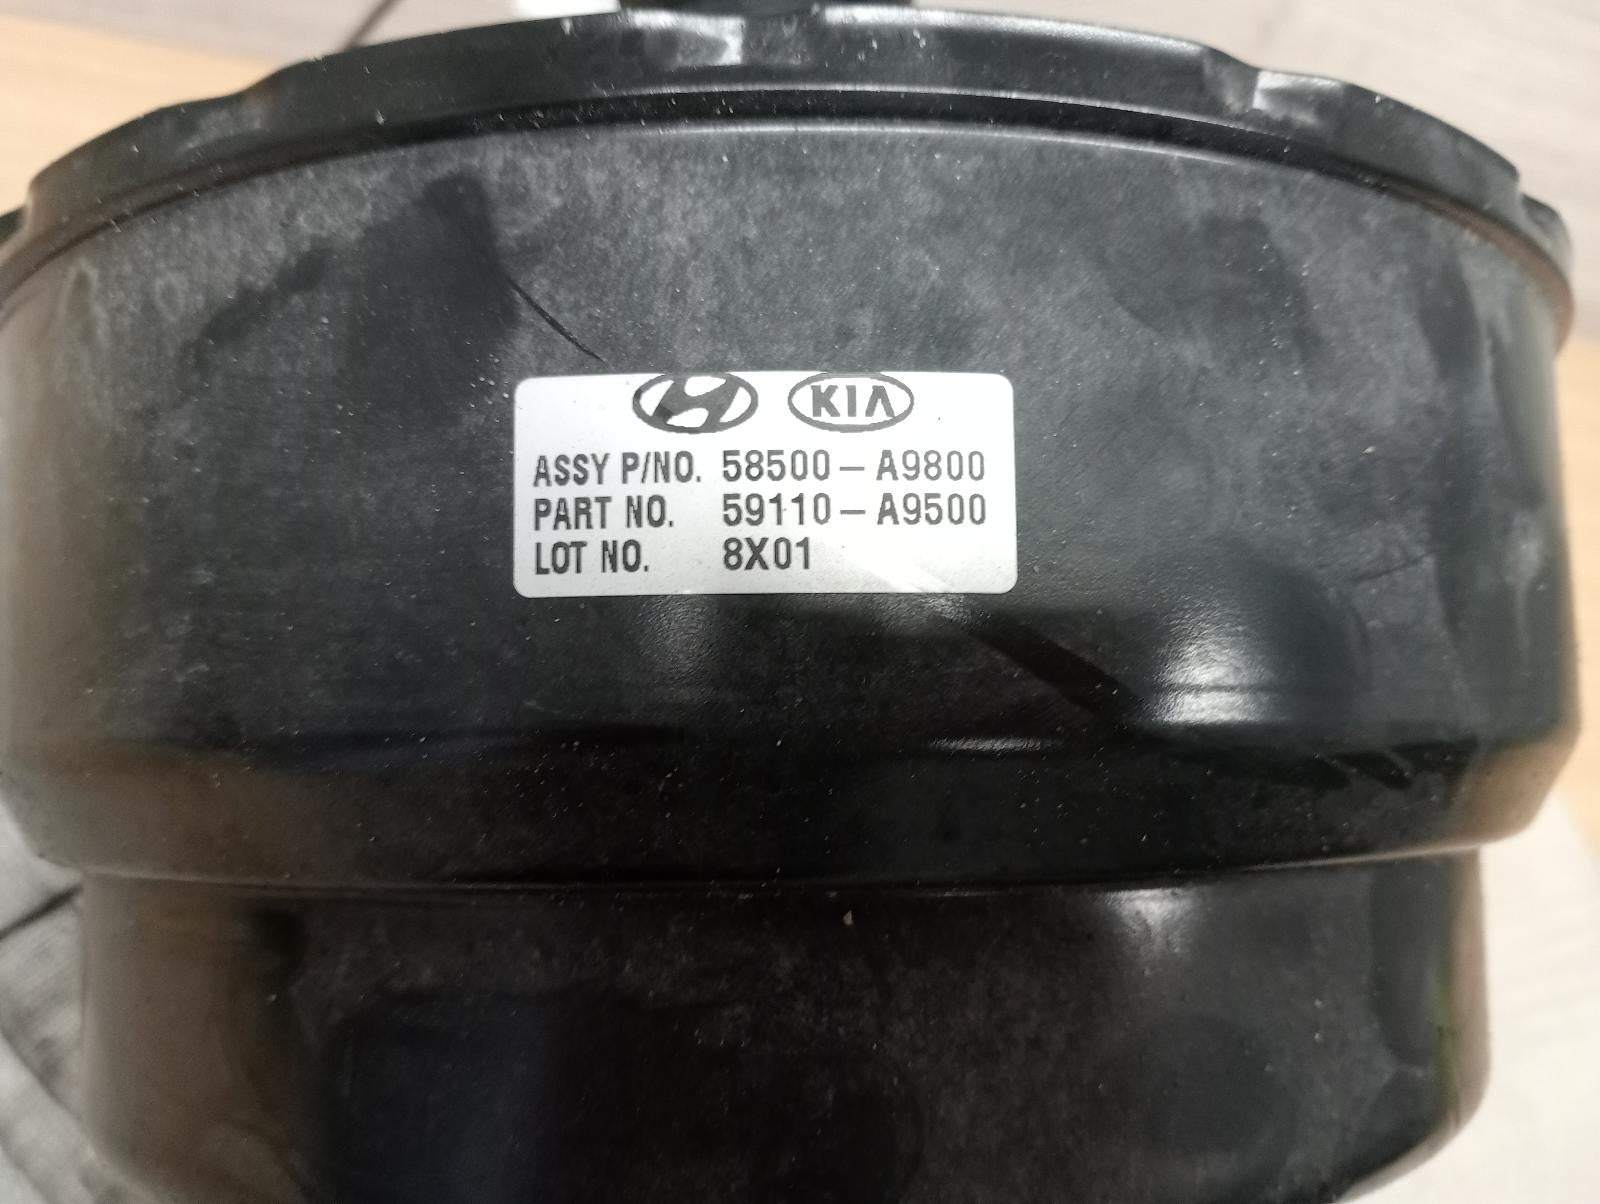 KIA
ASSY P/NO. 58500-A9800
PART NO. 59110-A9500
LOT NO. 8X01